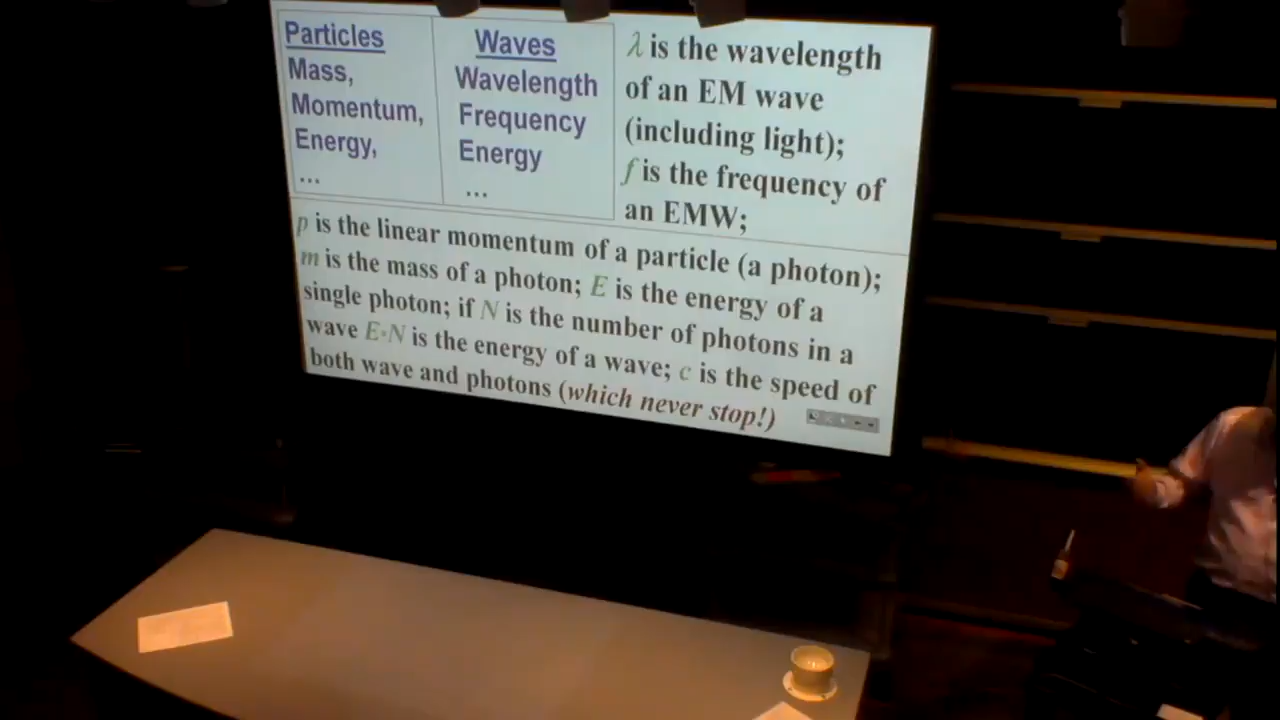 Particles
Mass,
Momentum,
Energy,
...
Waves
Wavelength
Frequency
Energy
...
λ is the wavelength
of an EM wave
(including light);
f is the frequency of
an EMW;
p is the linear momentum of a particle (a photon);
m is the mass of a photon; E is the energy of a
single photon; if N is the number of photons in a
wave E·N is the energy of a wave; c is the speed of
both wave and photons (which never stop!)